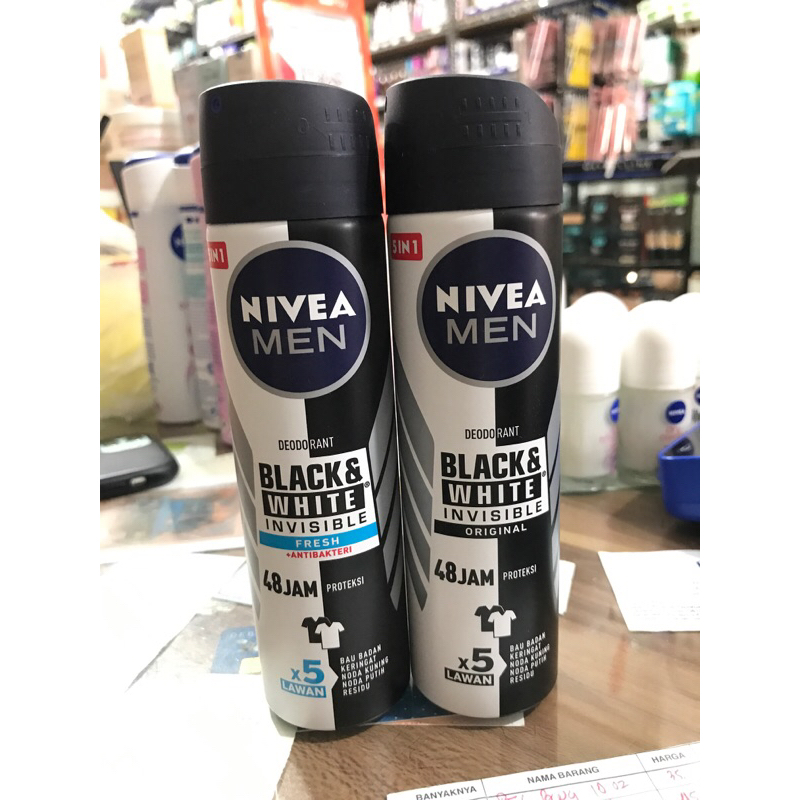 5IN1
NIVEA
MEN
DEODORANT
BLACK&
WHITE®
INVISIBLE
FRESH
+ANTIBAKTERI
48JAM PROTEKSI
x5
LAWAN
BAU BADAN
KERINGAT
NODA KUNING
NODA PUTIH
RESIDU
5IN1
NIVEA
MEN
DEODORANT
BLACK&
WHITE®
INVISIBLE
ORIGINAL
48JAM PROTEKSI
x5
LAWAN
BAU BADAN
KERINGAT
NODA KUNING
NODA PUTIH
RESIDU
NIVEA
BANYAKNYA NAMA BARANG HARGA